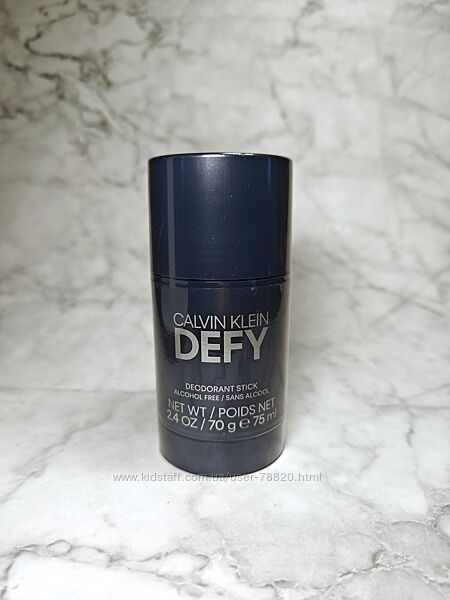 CALVIN KLEIN
DEFY
DEODORANT STICK
ALCOHOL FREE / SANS ALCOOL
NET WT / POIDS NET
2.4 OZ / 70 g e 75 ml
www.kidstaff.com.ua/user-78820.html